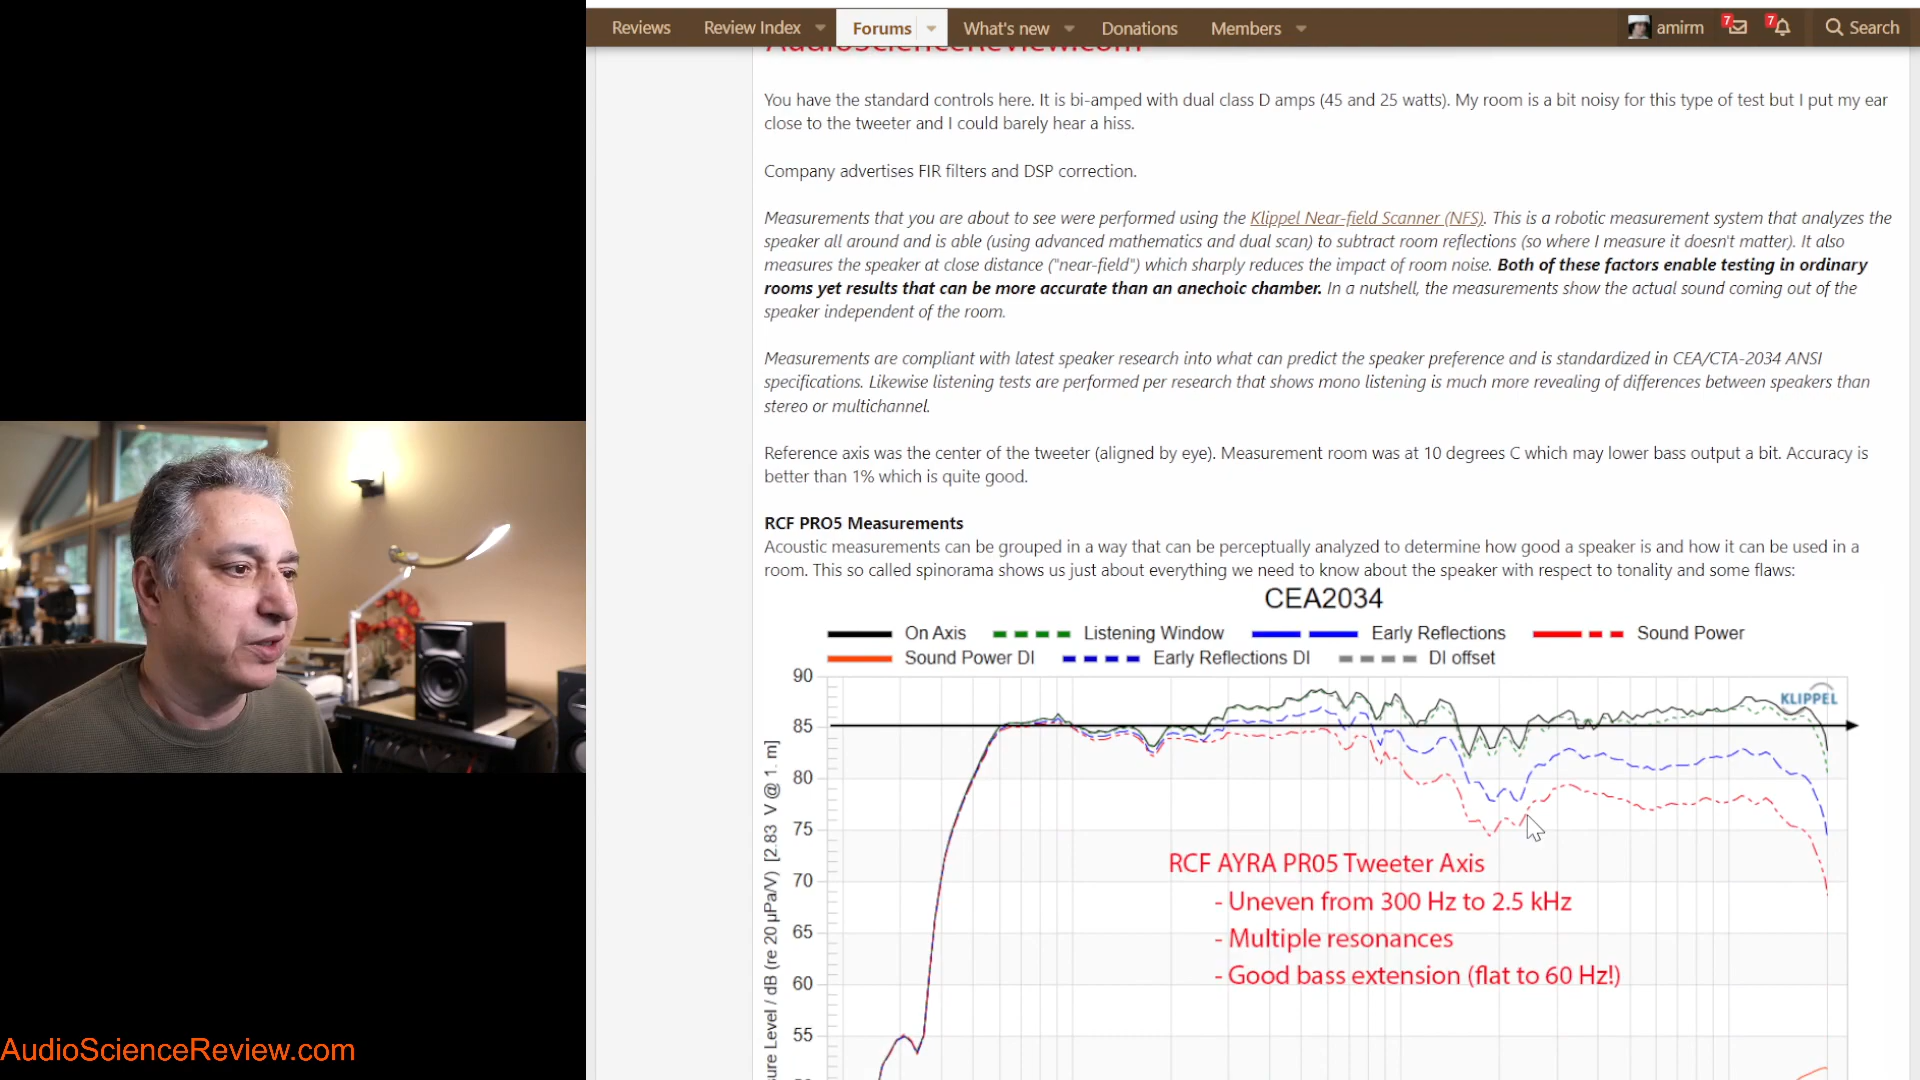 Reviews Review Index Forums What's new Donations Members 7 7 amirm Search
AudioScienceReview.com
You have the standard controls here. It is bi-amped with dual class D amps (45 and 25 watts). My room is a bit noisy for this type of test but I put my ear
close to the tweeter and I could barely hear a hiss.
Company advertises FIR filters and DSP correction.
Measurements that you are about to see were performed using the Klippel Near-field Scanner (NFS). This is a robotic measurement system that analyzes the
speaker all around and is able (using advanced mathematics and dual scan) to subtract room reflections (so where I measure it doesn't matter). It also
measures the speaker at close distance ("near-field") which sharply reduces the impact of room noise. Both of these factors enable testing in ordinary
rooms yet results that can be more accurate than an anechoic chamber. In a nutshell, the measurements show the actual sound coming out of the
speaker independent of the room.
Measurements are compliant with latest speaker research into what can predict the speaker preference and is standardized in CEA/CTA-2034 ANSI
specifications. Likewise listening tests are performed per research that shows mono listening is much more revealing of differences between speakers than
stereo or multichannel.
Reference axis was the center of the tweeter (aligned by eye). Measurement room was at 10 degrees C which may lower bass output a bit. Accuracy is
better than 1% which is quite good.
RCF PRO5 Measurements
Acoustic measurements can be grouped in a way that can be perceptually analyzed to determine how good a speaker is and how it can be used in a
room. This so called spinorama shows us just about everything we need to know about the speaker with respect to tonality and some flaws:
CEA2034
On Axis Listening Window Early Reflections Sound Power
Sound Power DI Early Reflections DI DI offset
90
KLIPPEL
85
80
75
70
65
60
55
sure Level / dB (re 20 µPa/V) [2.83 V @ 1. m]
RCF AYRA PR05 Tweeter Axis
- Uneven from 300 Hz to 2.5 kHz
- Multiple resonances
- Good bass extension (flat to 60 Hz!)
AudioScienceReview.com